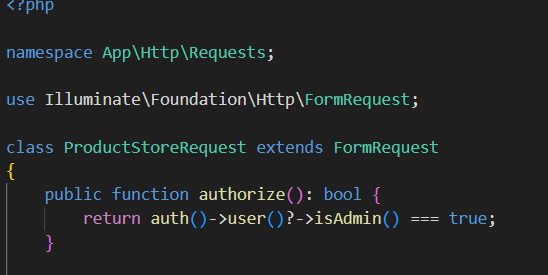 <?php
namespace App\Http\Requests;
use Illuminate\Foundation\Http\FormRequest;
class ProductStoreRequest extends FormRequest
{
    public function authorize(): bool {
        return auth()->user()?->isAdmin() === true;
    }